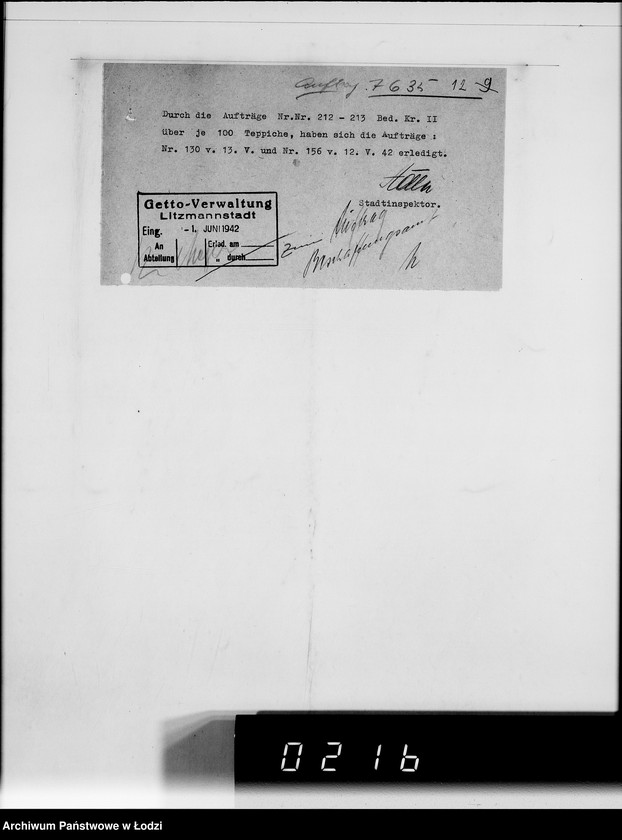 Auftrag 7635 12 9
Durch die Aufträge Nr.Nr. 212 - 213 Bed. Kr. II
über je 100 Teppiche, haben sich die Aufträge :
Nr. 130 v. 13. V. und Nr. 156 v. 12. V. 42 erledigt.
Stadtinspektor.
Getto-Verwaltung
Litzmannstadt
Eing. -1. JUNI 1942
An
Abteilung
Erled. am
„ durch
zum Auftrag
Beschaffungsamt
0216
Archiwum Państwowe w Łodzi